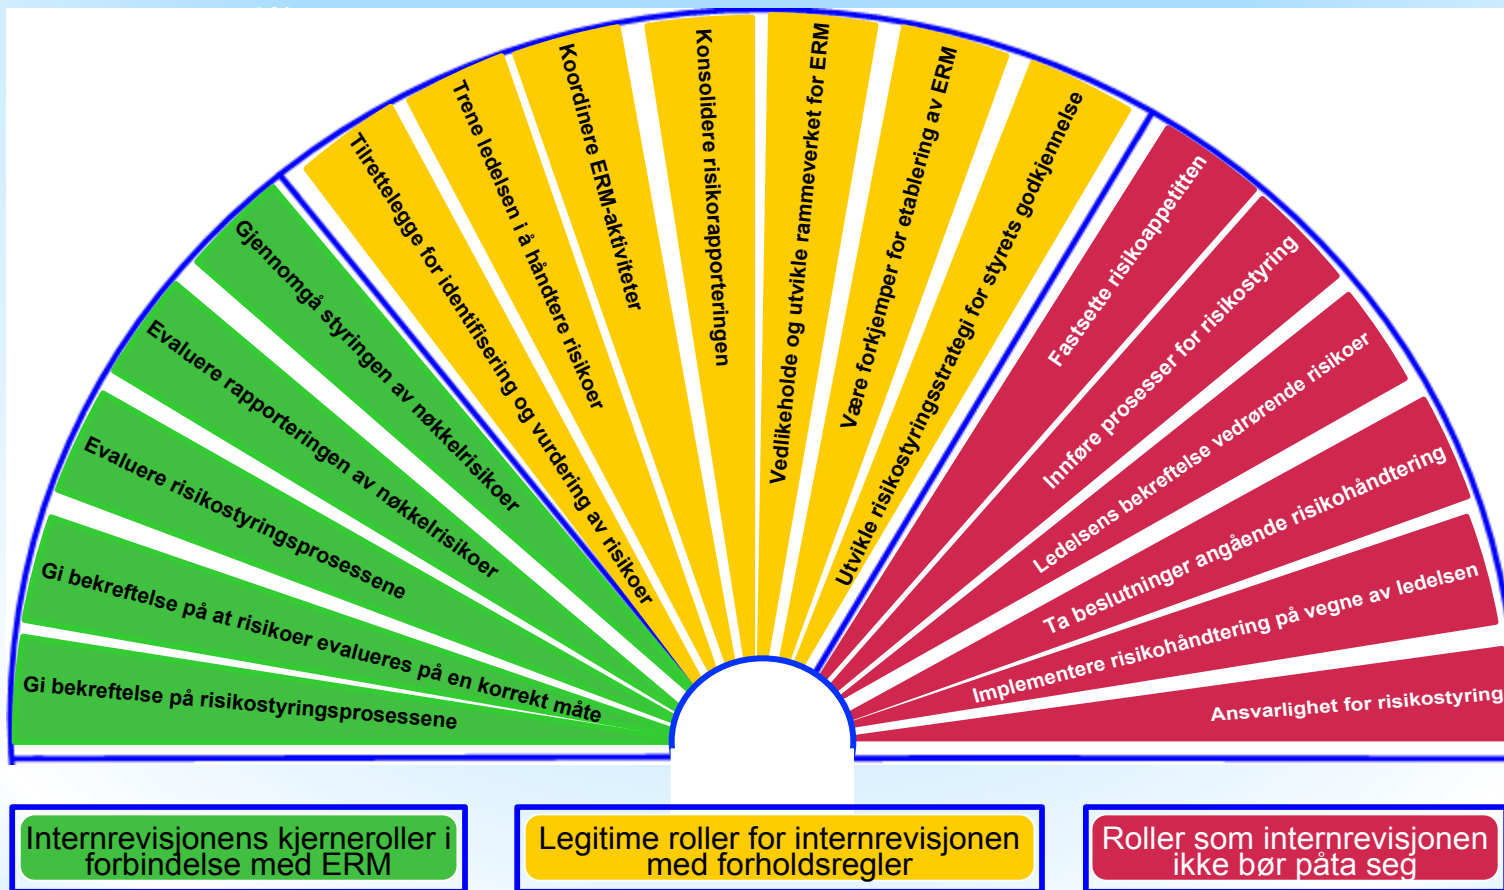 Gi bekreftelse på risikostyringsprosessene
Gi bekreftelse på at risikoer evalueres på en korrekt måte
Evaluere risikostyringsprosessene
Evaluere rapporteringen av nøkkelrisikoer
Gjennomgå styringen av nøkkelrisikoer
Tilrettelegge for identifisering og vurdering av risikoer
Trene ledelsen i å håndtere risikoer
Koordinere ERM-aktiviteter
Konsolidere risikorapporteringen
Vedlikeholde og utvikle rammeverket for ERM
Være forkjemper for etablering av ERM
Utvikle risikostyringsstrategi for styrets godkjennelse
Fastsette risikoappetitten
Innføre prosesser for risikostyring
Ledelsens bekreftelse vedrørende risikoer
Ta beslutninger angående risikohåndtering
Implementere risikohåndtering på vegne av ledelsen
Ansvarlighet for risikostyring
Internrevisjonens kjerneroller i
forbindelse med ERM
Legitime roller for internrevisjonen
med forholdsregler
Roller som internrevisjonen
ikke bør påta seg